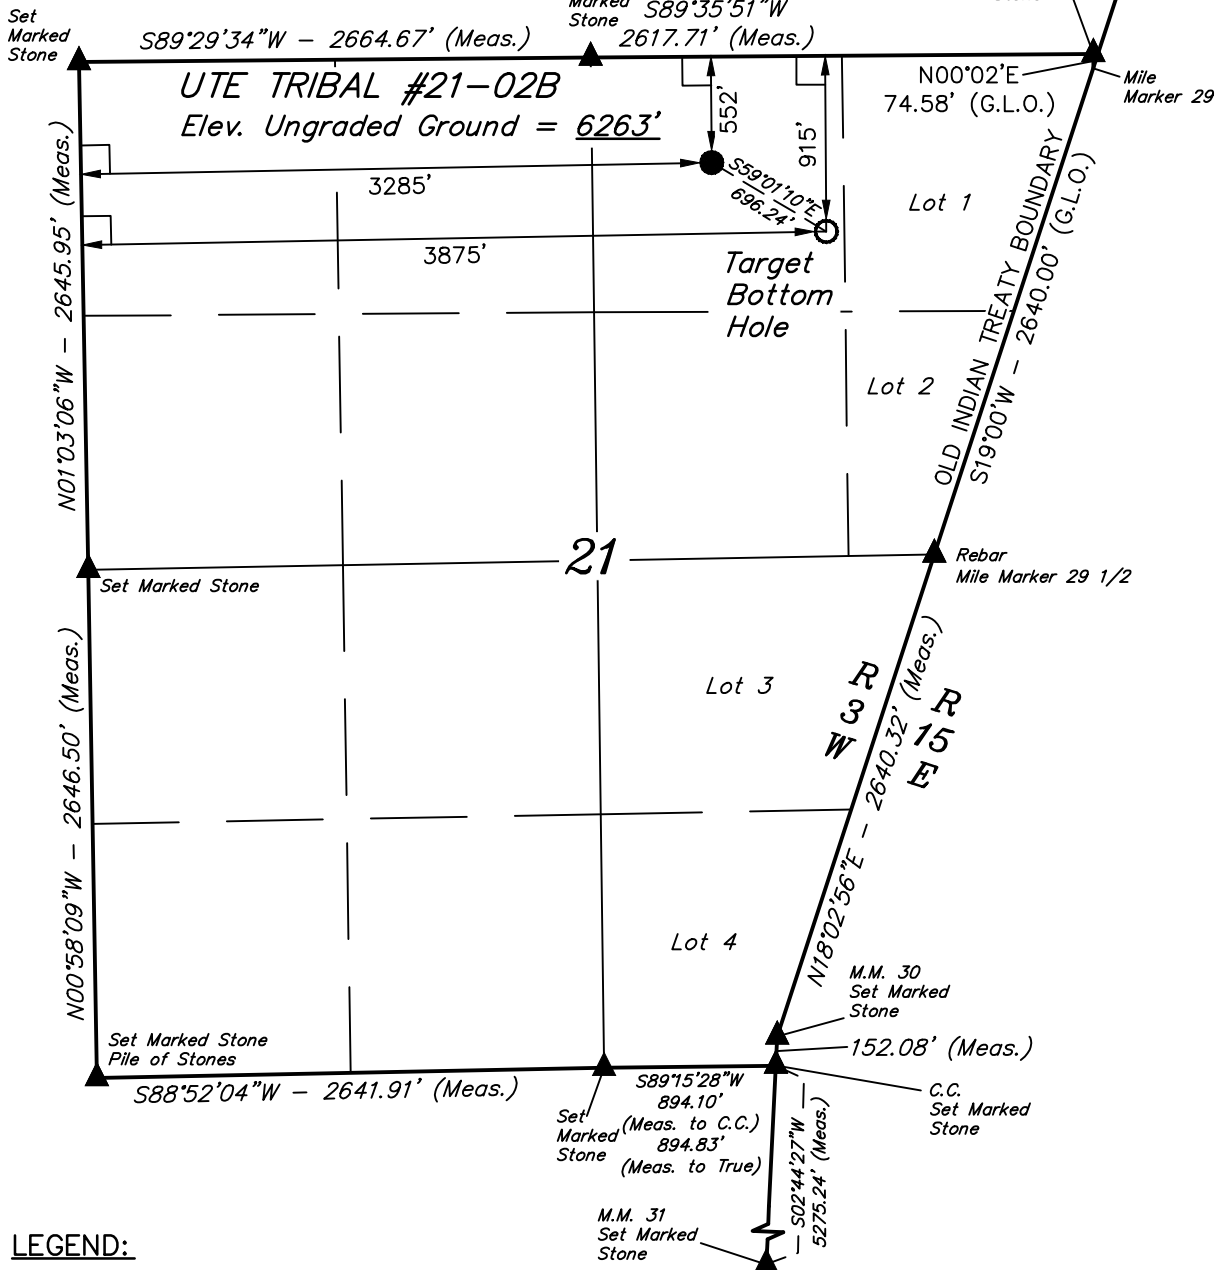 Set
Marked
Stone
S89°29'34"W - 2664.67' (Meas.)
Marked
Stone
S89°35'51"W
2617.71' (Meas.)
N00°02'E
74.58' (G.L.O.)
Mile
Marker 29
UTE TRIBAL #21-02B
Elev. Ungraded Ground = 6263'
552'
915'
3285'
S59°01'10"E
696.24'
3875'
Target
Bottom
Hole
Lot 1
Lot 2
OLD INDIAN TREATY BOUNDARY
S19°00'W - 2640.00' (G.L.O.)
N01°03'06"W - 2645.95' (Meas.)
21
Rebar
Mile Marker 29 1/2
Set Marked Stone
N00°58'09"W - 2646.50' (Meas.)
Lot 3
R
3
W
R
15
E
N18°02'56"E - 2640.32' (Meas.)
Lot 4
M.M. 30
Set Marked
Stone
152.08' (Meas.)
C.C.
Set Marked
Stone
Set Marked Stone
Pile of Stones
S88°52'04"W - 2641.91' (Meas.)
Set
Marked
Stone
S89°15'28"W
894.10'
(Meas. to C.C.)
894.83'
(Meas. to True)
S02°44'27"W
5275.24' (Meas.)
M.M. 31
Set Marked
Stone
LEGEND: